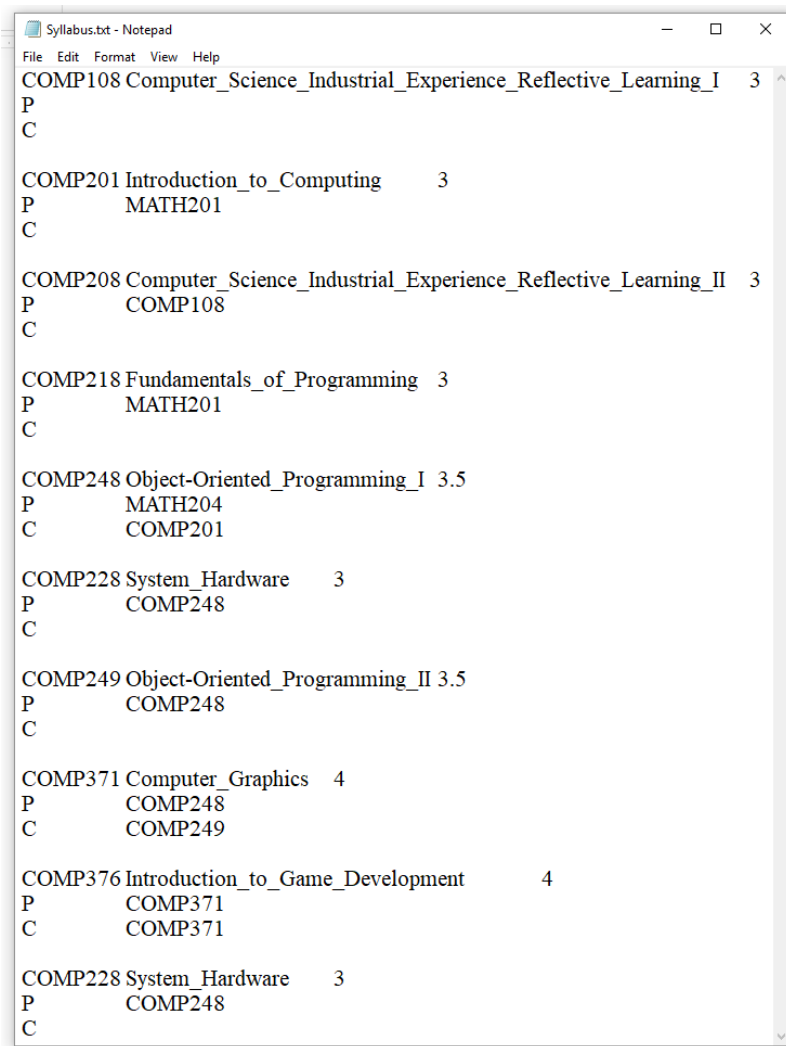 Syllabus.txt - Notepad
File Edit Format View Help
COMP108 Computer_Science_Industrial_Experience_Reflective_Learning_I 3
P
C
COMP201 Introduction_to_Computing 3
P MATH201
C
COMP208 Computer_Science_Industrial_Experience_Reflective_Learning_II 3
P COMP108
C
COMP218 Fundamentals_of_Programming 3
P MATH201
C
COMP248 Object-Oriented_Programming_I 3.5
P MATH204
C COMP201
COMP228 System_Hardware 3
P COMP248
C
COMP249 Object-Oriented_Programming_II 3.5
P COMP248
C
COMP371 Computer_Graphics 4
P COMP248
C COMP249
COMP376 Introduction_to_Game_Development 4
P COMP371
C COMP371
COMP228 System_Hardware 3
P COMP248
C